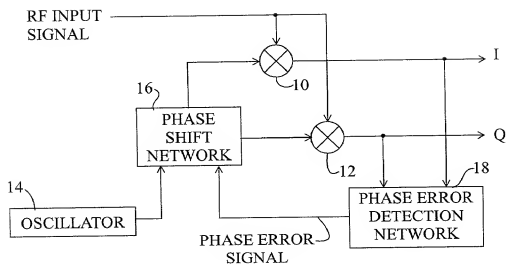 RF INPUT
SIGNAL
I
10
16
PHASE
SHIFT
NETWORK
Q
12
18
14
OSCILLATOR
PHASE ERROR
DETECTION
NETWORK
PHASE ERROR
SIGNAL